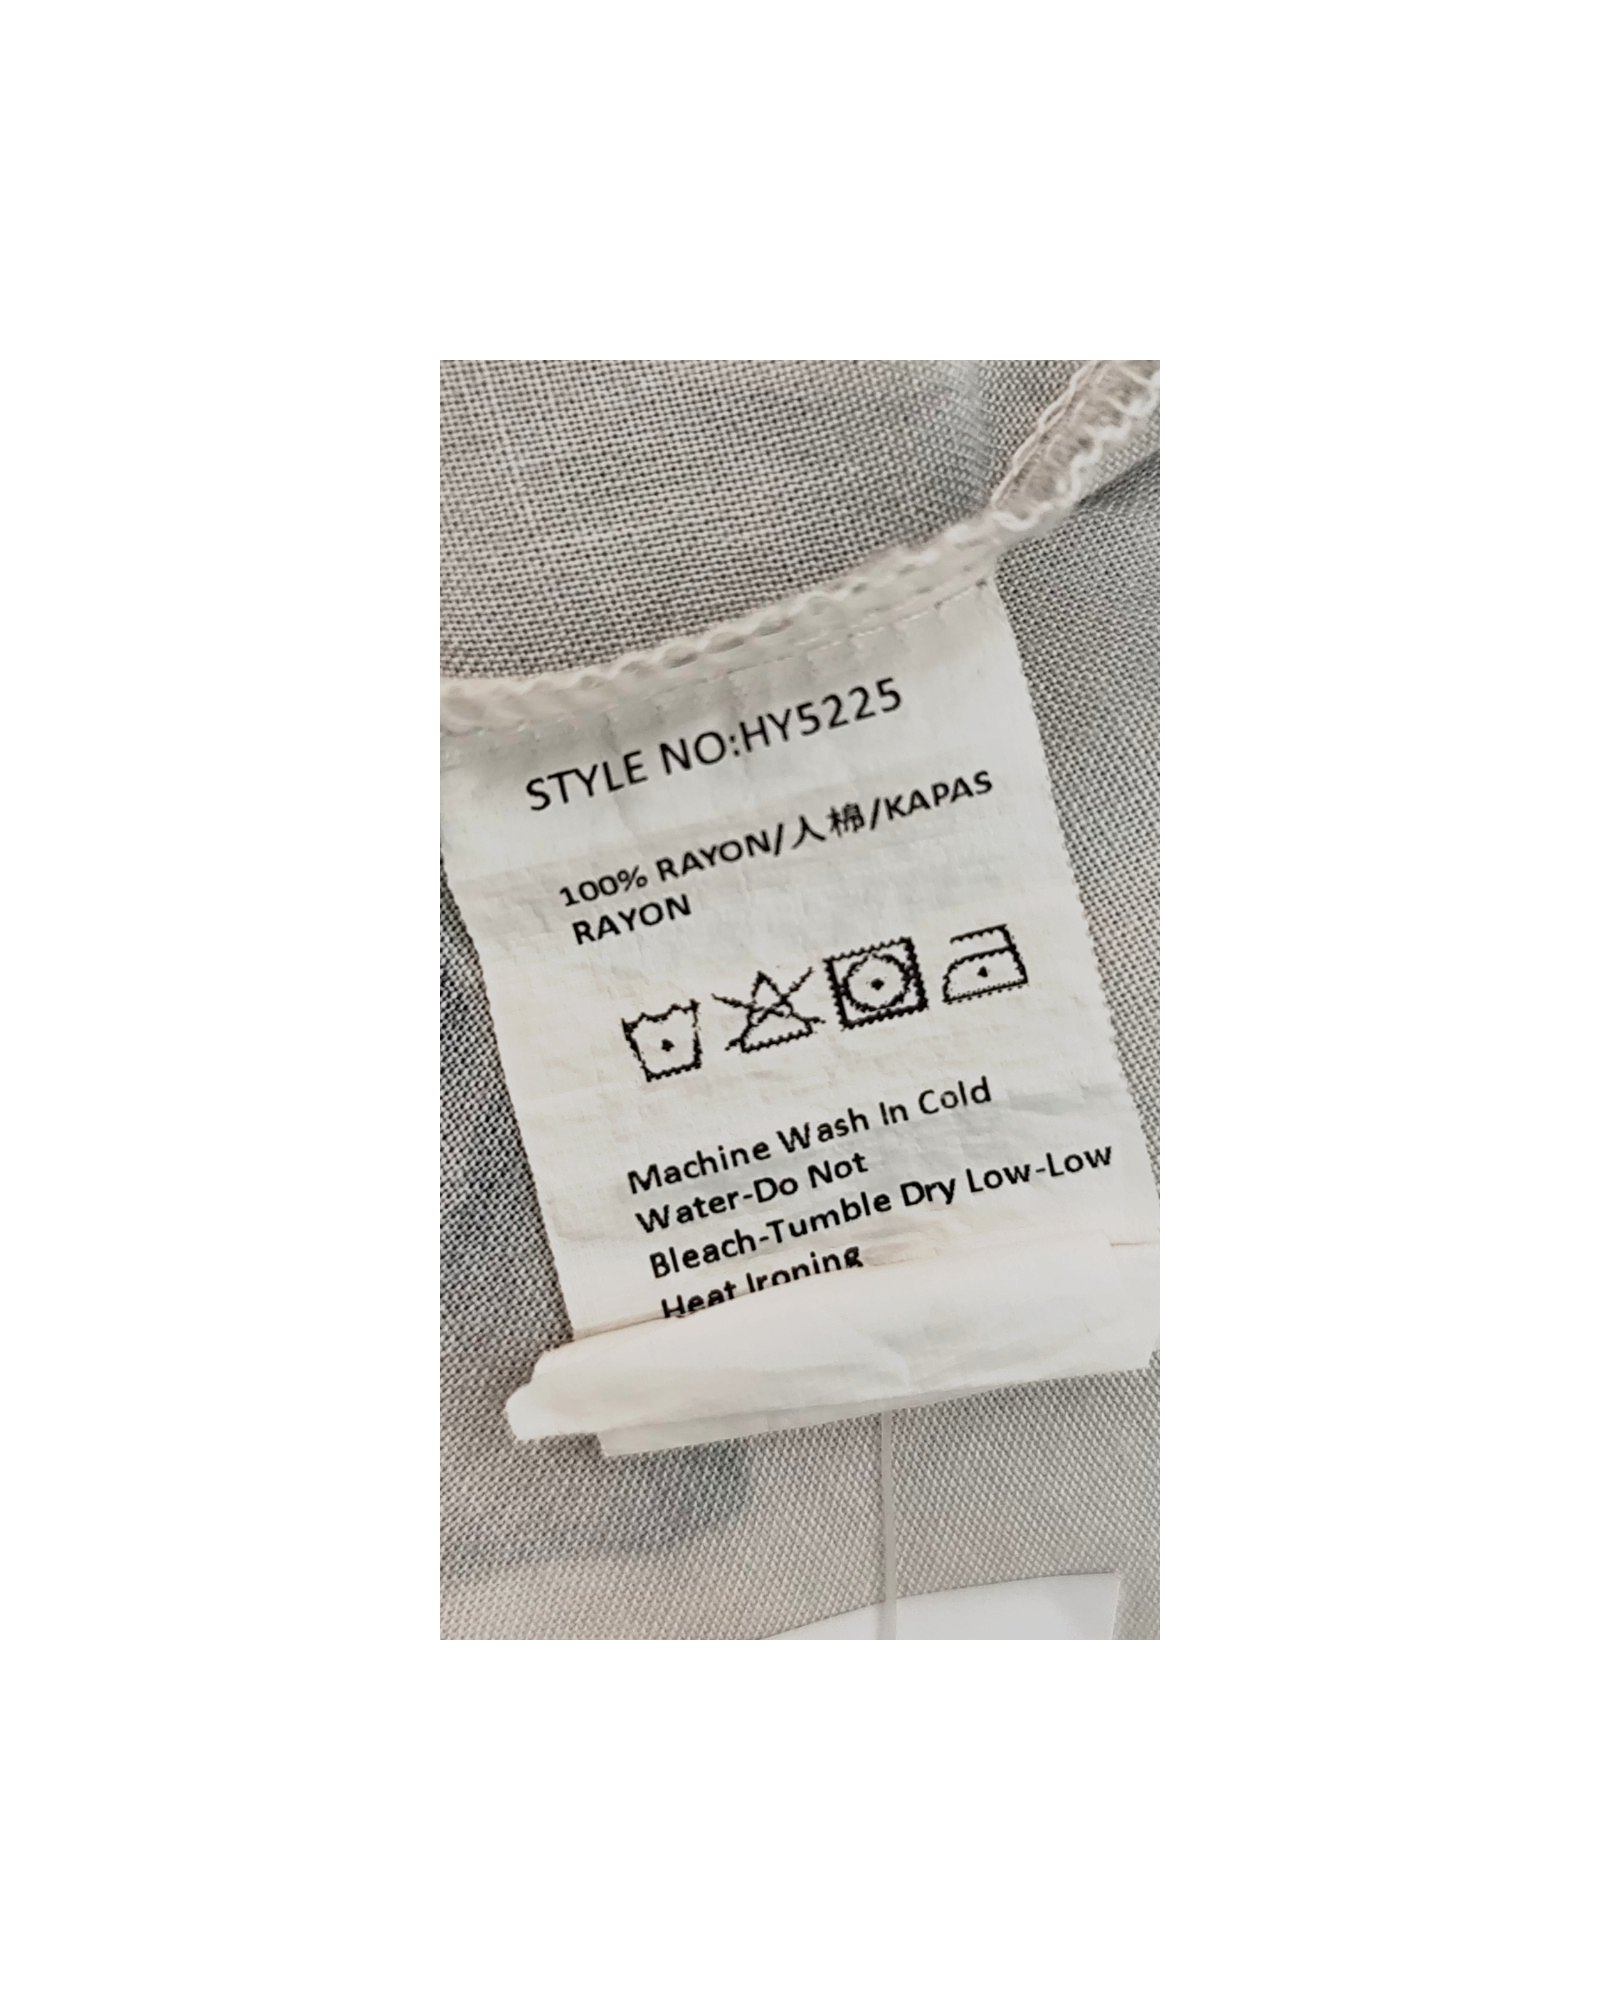 STYLE NO:HY5225
100% RAYON/人棉/KAPAS
RAYON
Machine Wash In Cold
Water-Do Not
Bleach-Tumble Dry Low-Low
Heat Ironing